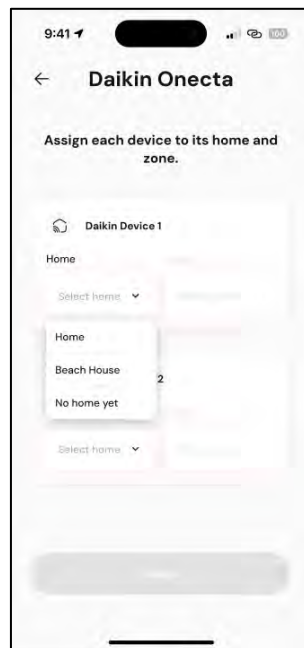 9:41
100
Daikin Onecta
Assign each device to its home and
zone.
Daikin Device 1
Home
Select home
Home
Beach House
2
No home yet
Select home